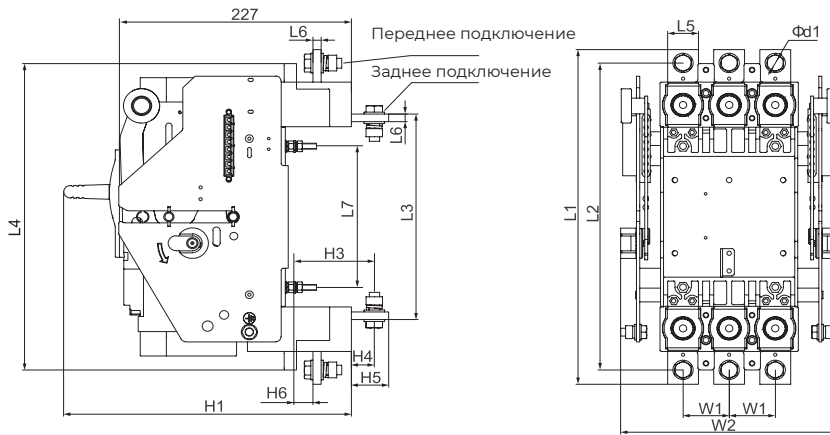 227
L6
Переднее подключение
Заднее подключение
L6
L4
L7
L3
H3
H4
H5
H6
H1
L5
Φd1
L1
L2
W1
W1
W2